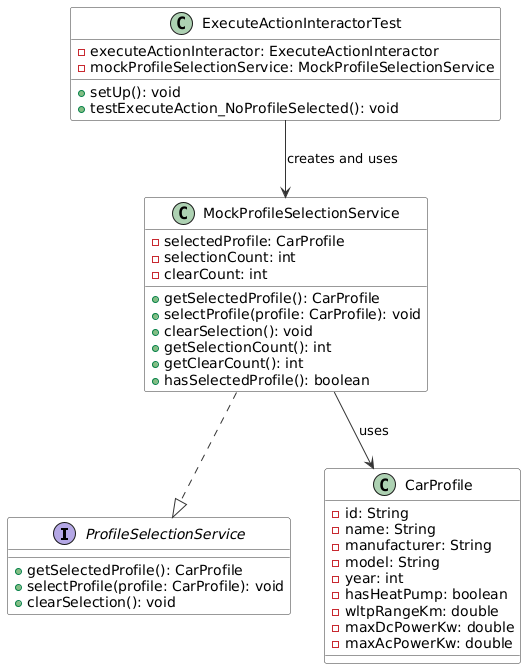 C ExecuteActionInteractorTest
executeActionInteractor: ExecuteActionInteractor
mockProfileSelectionService: MockProfileSelectionService
setUp(): void
testExecuteAction_NoProfileSelected(): void
creates and uses
C MockProfileSelectionService
selectedProfile: CarProfile
selectionCount: int
clearCount: int
getSelectedProfile(): CarProfile
selectProfile(profile: CarProfile): void
clearSelection(): void
getSelectionCount(): int
getClearCount(): int
hasSelectedProfile(): boolean
uses
I ProfileSelectionService
getSelectedProfile(): CarProfile
selectProfile(profile: CarProfile): void
clearSelection(): void
C CarProfile
id: String
name: String
manufacturer: String
model: String
year: int
hasHeatPump: boolean
wltpRangeKm: double
maxDcPowerKw: double
maxAcPowerKw: double